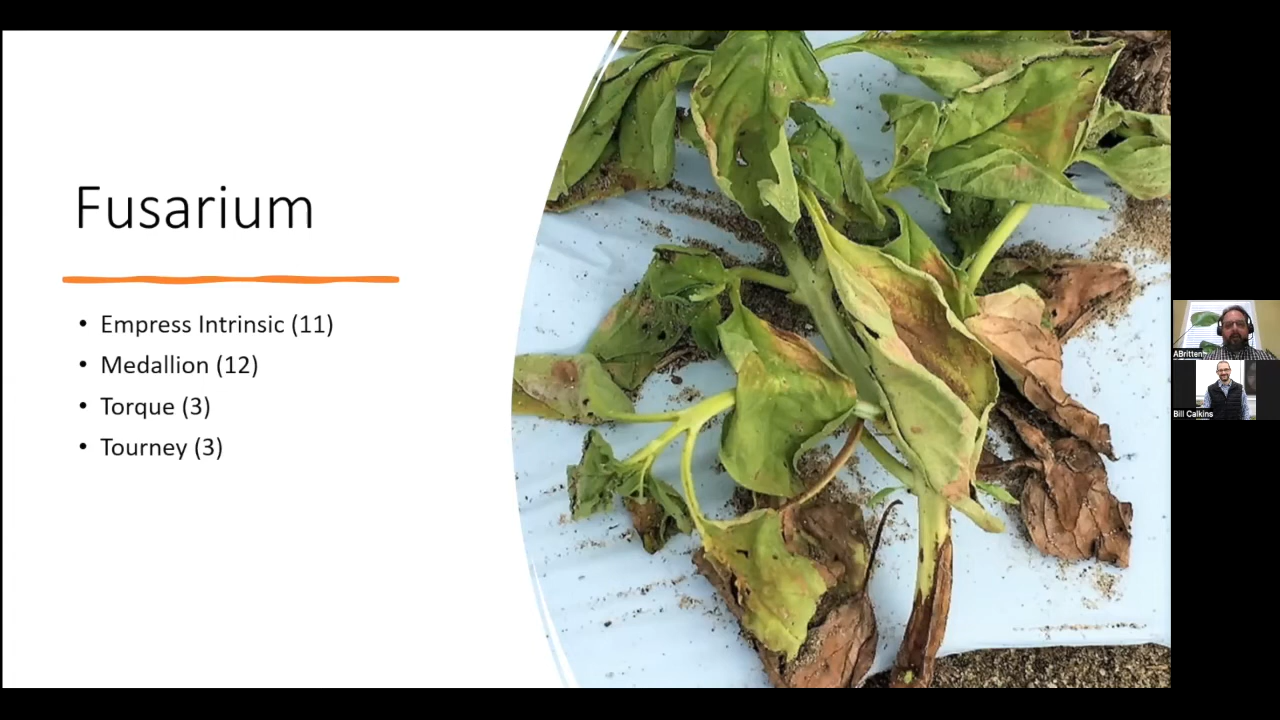 Fusarium
• Empress Intrinsic (11)
• Medallion (12)
• Torque (3)
• Tourney (3)
ABritten
Bill Calkins